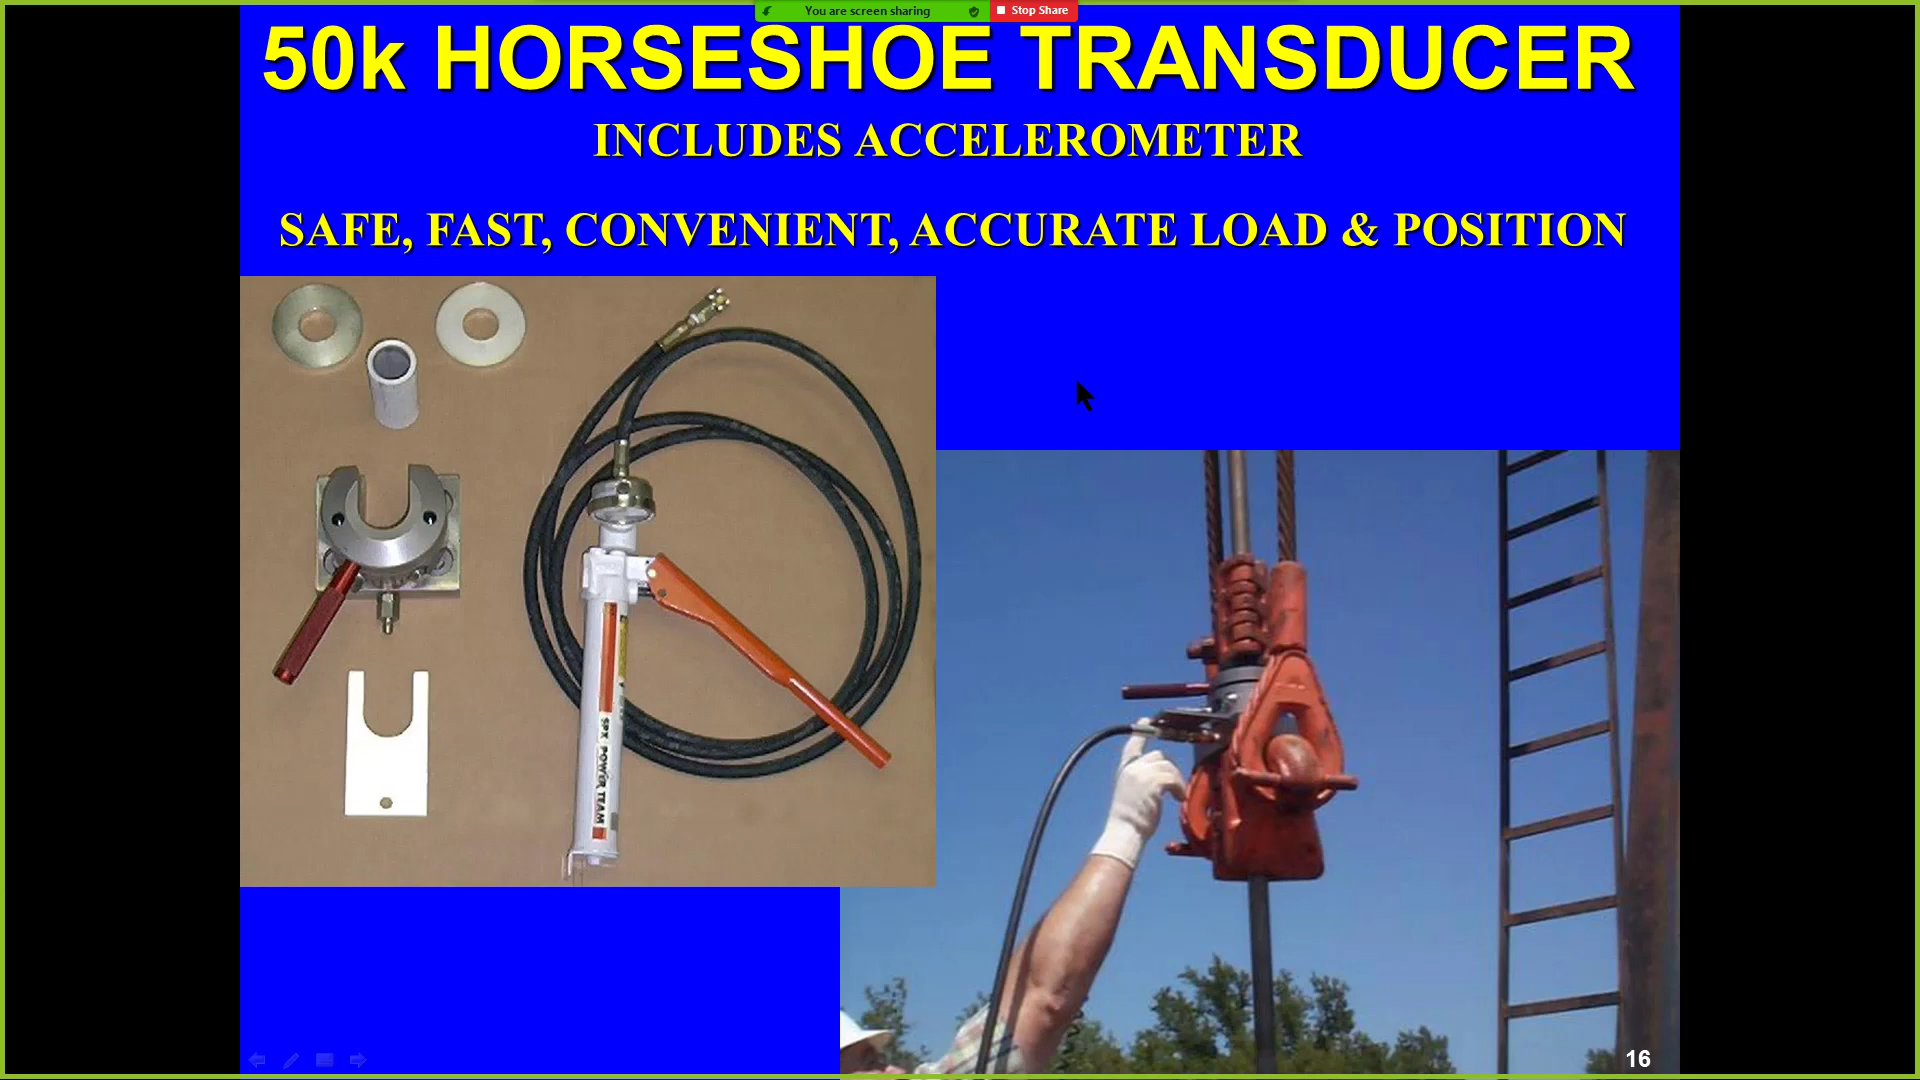 You are screen sharing
Stop Share
50k HORSESHOE TRANSDUCER
INCLUDES ACCELEROMETER
SAFE, FAST, CONVENIENT, ACCURATE LOAD & POSITION
SPX POWER TEAM
16